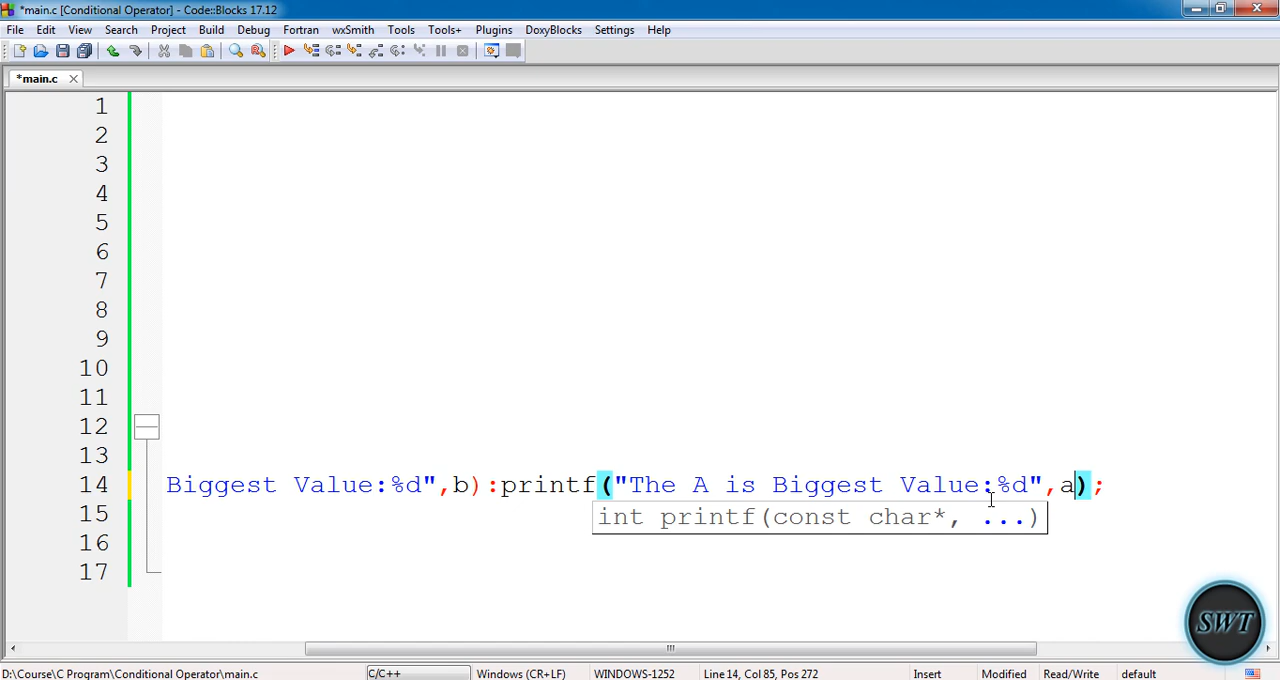 *main.c [Conditional Operator] - Code::Blocks 17.12
File Edit View Search Project Build Debug Fortran wxSmith Tools Tools+ Plugins DoxyBlocks Settings Help
*main.c
1
2
3
4
5
6
7
8
9
10
11
12
13
14 Biggest Value:%d",b):printf("The A is Biggest Value:%d",a);
15 int printf(const char*, ...)
16
17
SWT
D:\Course\C Program\Conditional Operator\main.c C/C++ Windows (CR+LF) WINDOWS-1252 Line 14, Col 85, Pos 272 Insert Modified Read/Write default